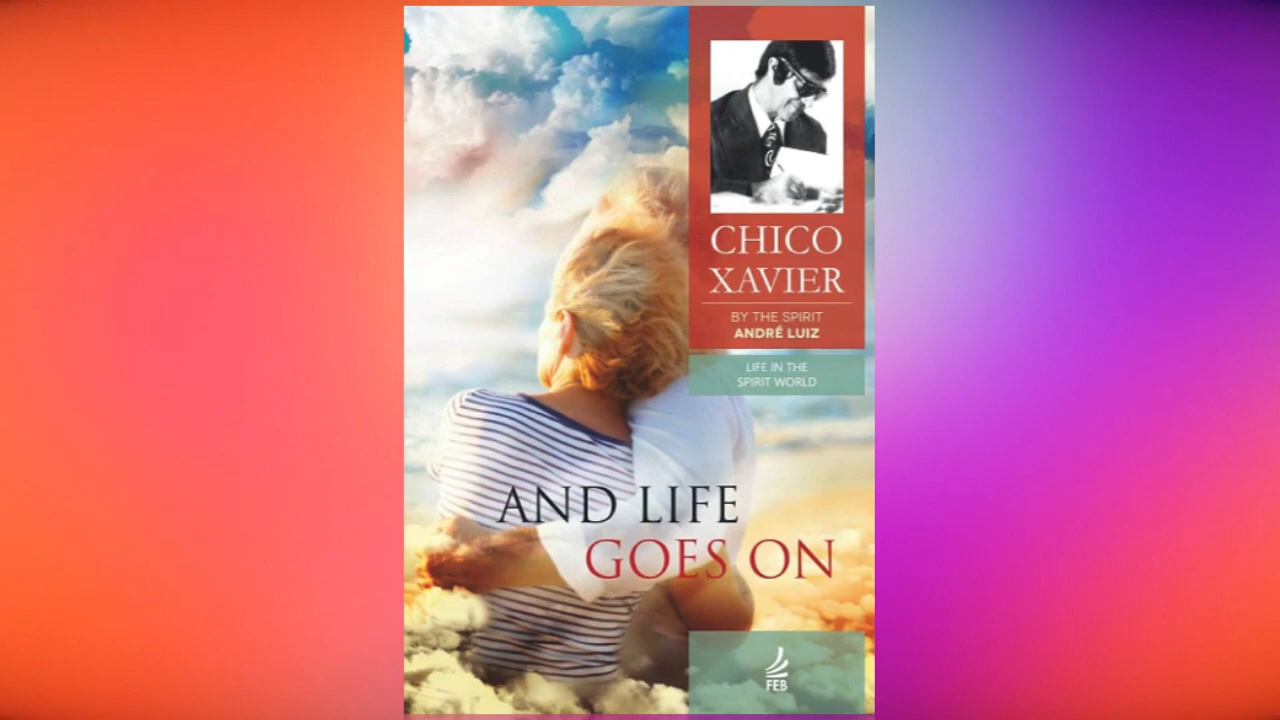 CHICO
XAVIER
BY THE SPIRIT
ANDRÉ LUIZ
LIFE IN THE
SPIRIT WORLD
AND LIFE
GOES ON
FEB